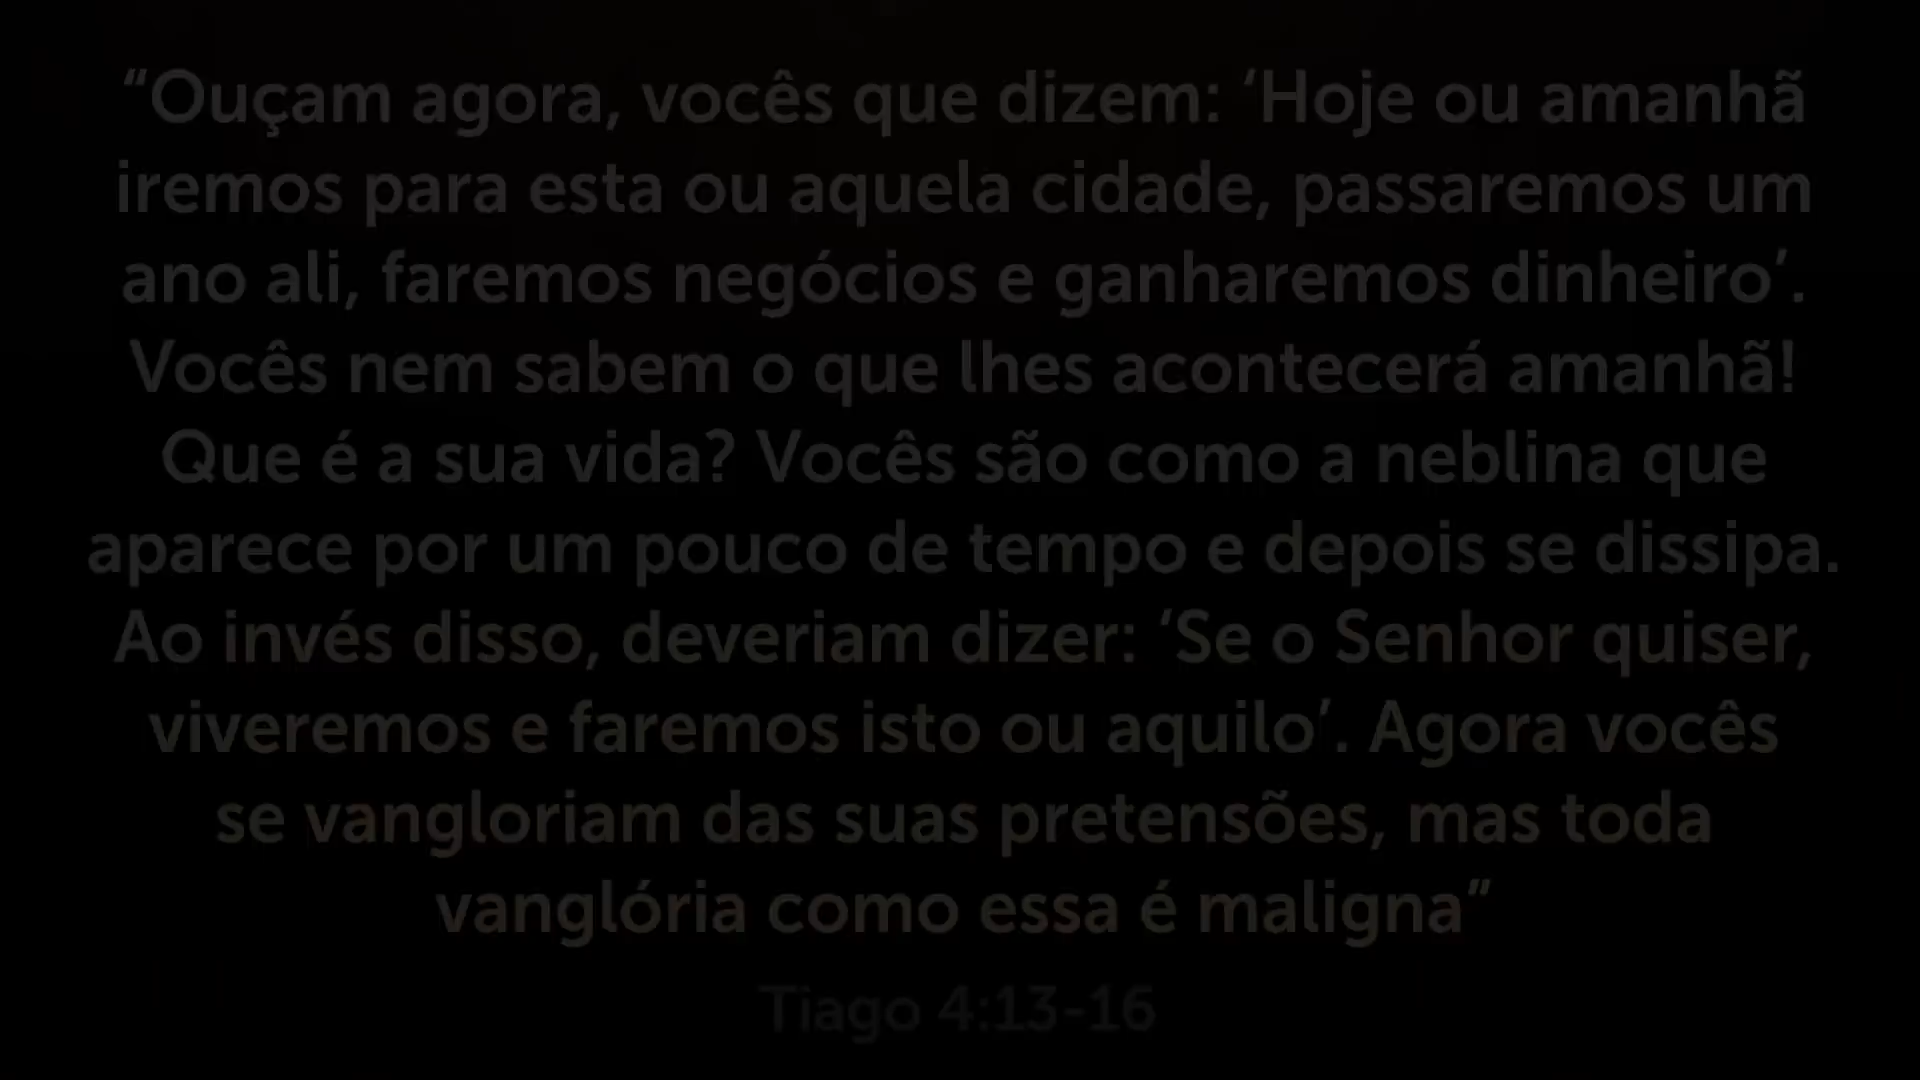 “Ouçam agora, vocês que dizem: ‘Hoje ou amanhã
iremos para esta ou aquela cidade, passaremos um
ano ali, faremos negócios e ganharemos dinheiro’.
Vocês nem sabem o que lhes acontecerá amanhã!
Que é a sua vida? Vocês são como a neblina que
aparece por um pouco de tempo e depois se dissipa.
Ao invés disso, deveriam dizer: ‘Se o Senhor quiser,
viveremos e faremos isto ou aquilo’. Agora vocês
se vangloriam das suas pretensões, mas toda
vanglória como essa é maligna”
Tiago 4:13-16